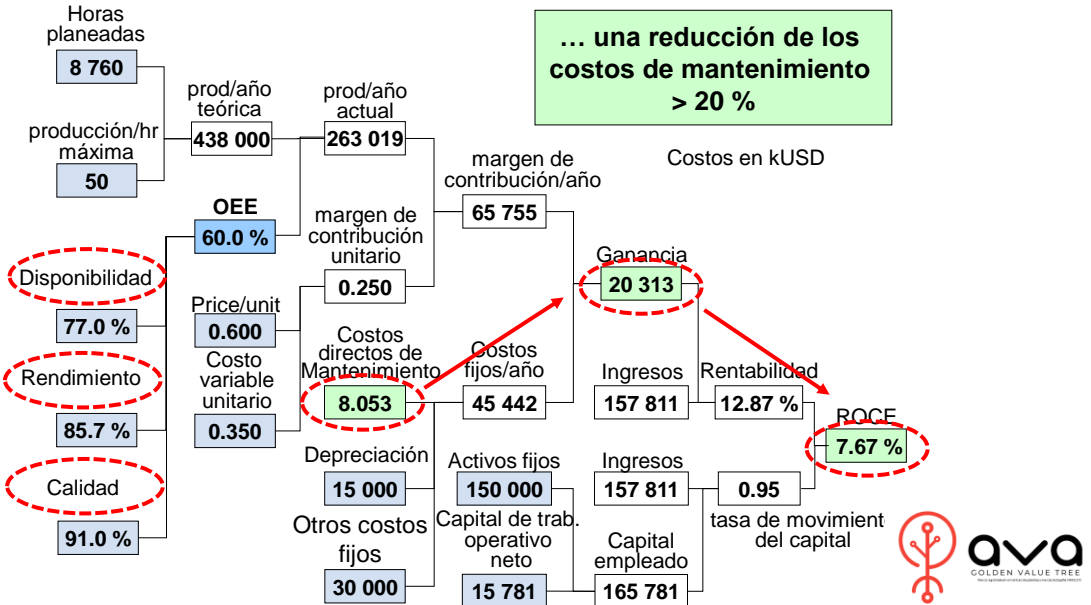 Horas
planeadas
8 760
producción/hr
máxima
50
prod/año
teórica
438 000
prod/año
actual
263 019
… una reducción de los
costos de mantenimiento
> 20 %
Costos en kUSD
margen de
contribución/año
65 755
OEE
60.0 %
margen de
contribución
unitario
0.250
Disponibilidad
77.0 %
Rendimiento
85.7 %
Calidad
91.0 %
Price/unit
0.600
Costo
variable
unitario
0.350
Costos
directos de
Mantenimiento
8.053
Costos
fijos/año
45 442
Ganancia
20 313
Ingresos
157 811
Rentabilidad
12.87 %
ROCE
7.67 %
Depreciación
15 000
Otros costos
fijos
30 000
Activos fijos
150 000
Capital de trab.
operativo
neto
15 781
Ingresos
157 811
Capital
empleado
165 781
0.95
tasa de movimient
del capital
ava
GOLDEN VALUE TREE